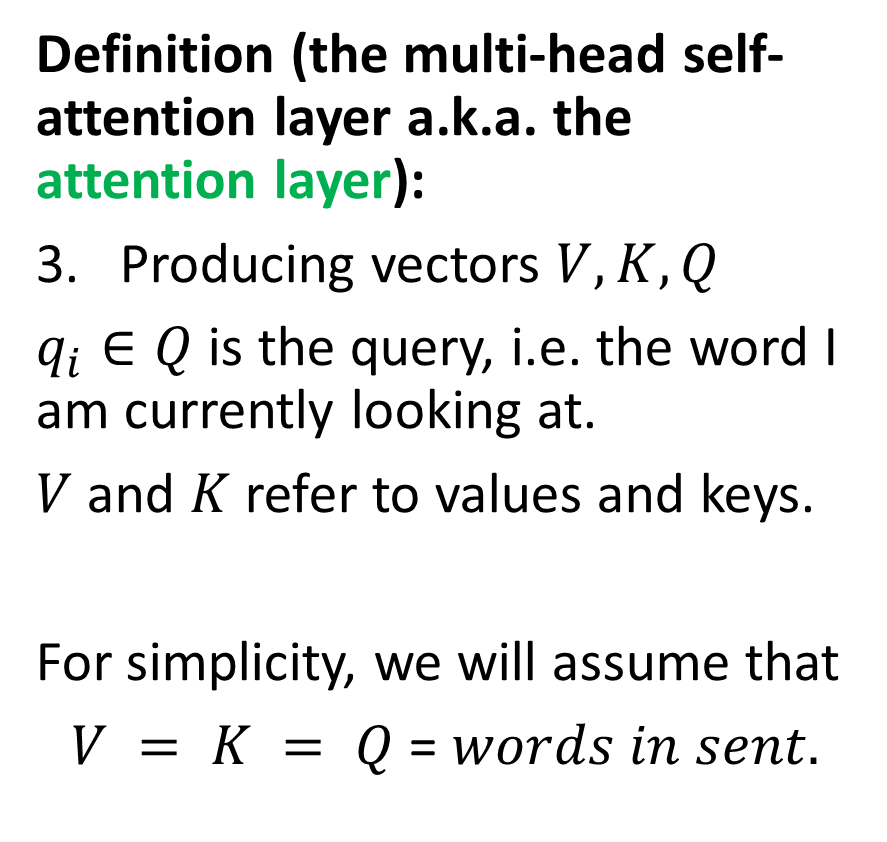 Definition (the multi-head self-
attention layer a.k.a. the
attention layer):
3. Producing vectors V, K, Q
qᵢ ∈ Q is the query, i.e. the word I
am currently looking at.
V and K refer to values and keys.
For simplicity, we will assume that
V = K = Q = words in sent.